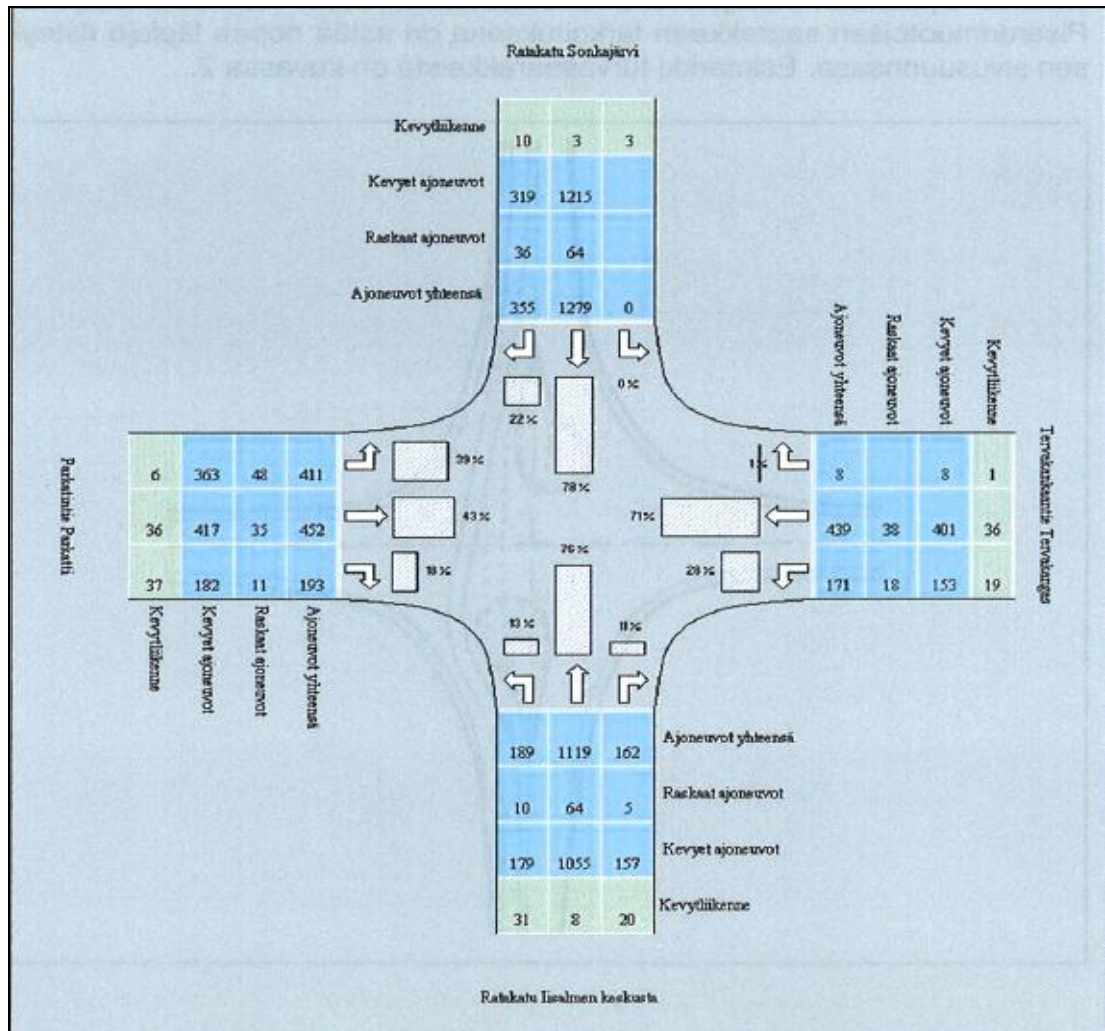 Ratakatu Sonkajärvi
Kevytliikenne 10 3 3
Kevyet ajoneuvot 319 1215
Raskaat ajoneuvot 36 64
Ajoneuvot yhteensä 355 1279 0
22 %
78 %
0 %
Parkatintie Parkatti
6 363 48 411
36 417 35 452
37 182 11 193
Kevytliikenne
Kevyet ajoneuvot
Raskaat ajoneuvot
Ajoneuvot yhteensä
39 %
43 %
18 %
Ajoneuvot yhteensä
Raskaat ajoneuvot
Kevyet ajoneuvot
Kevytliikenne
Tervakankaantie Tervakangas
8 8 1
439 38 401 36
171 18 153 19
1 %
71 %
28 %
13 %
76 %
11 %
189 1119 162 Ajoneuvot yhteensä
10 64 5 Raskaat ajoneuvot
179 1055 157 Kevyet ajoneuvot
31 8 20 Kevytliikenne
Ratakatu Iisalmen keskusta